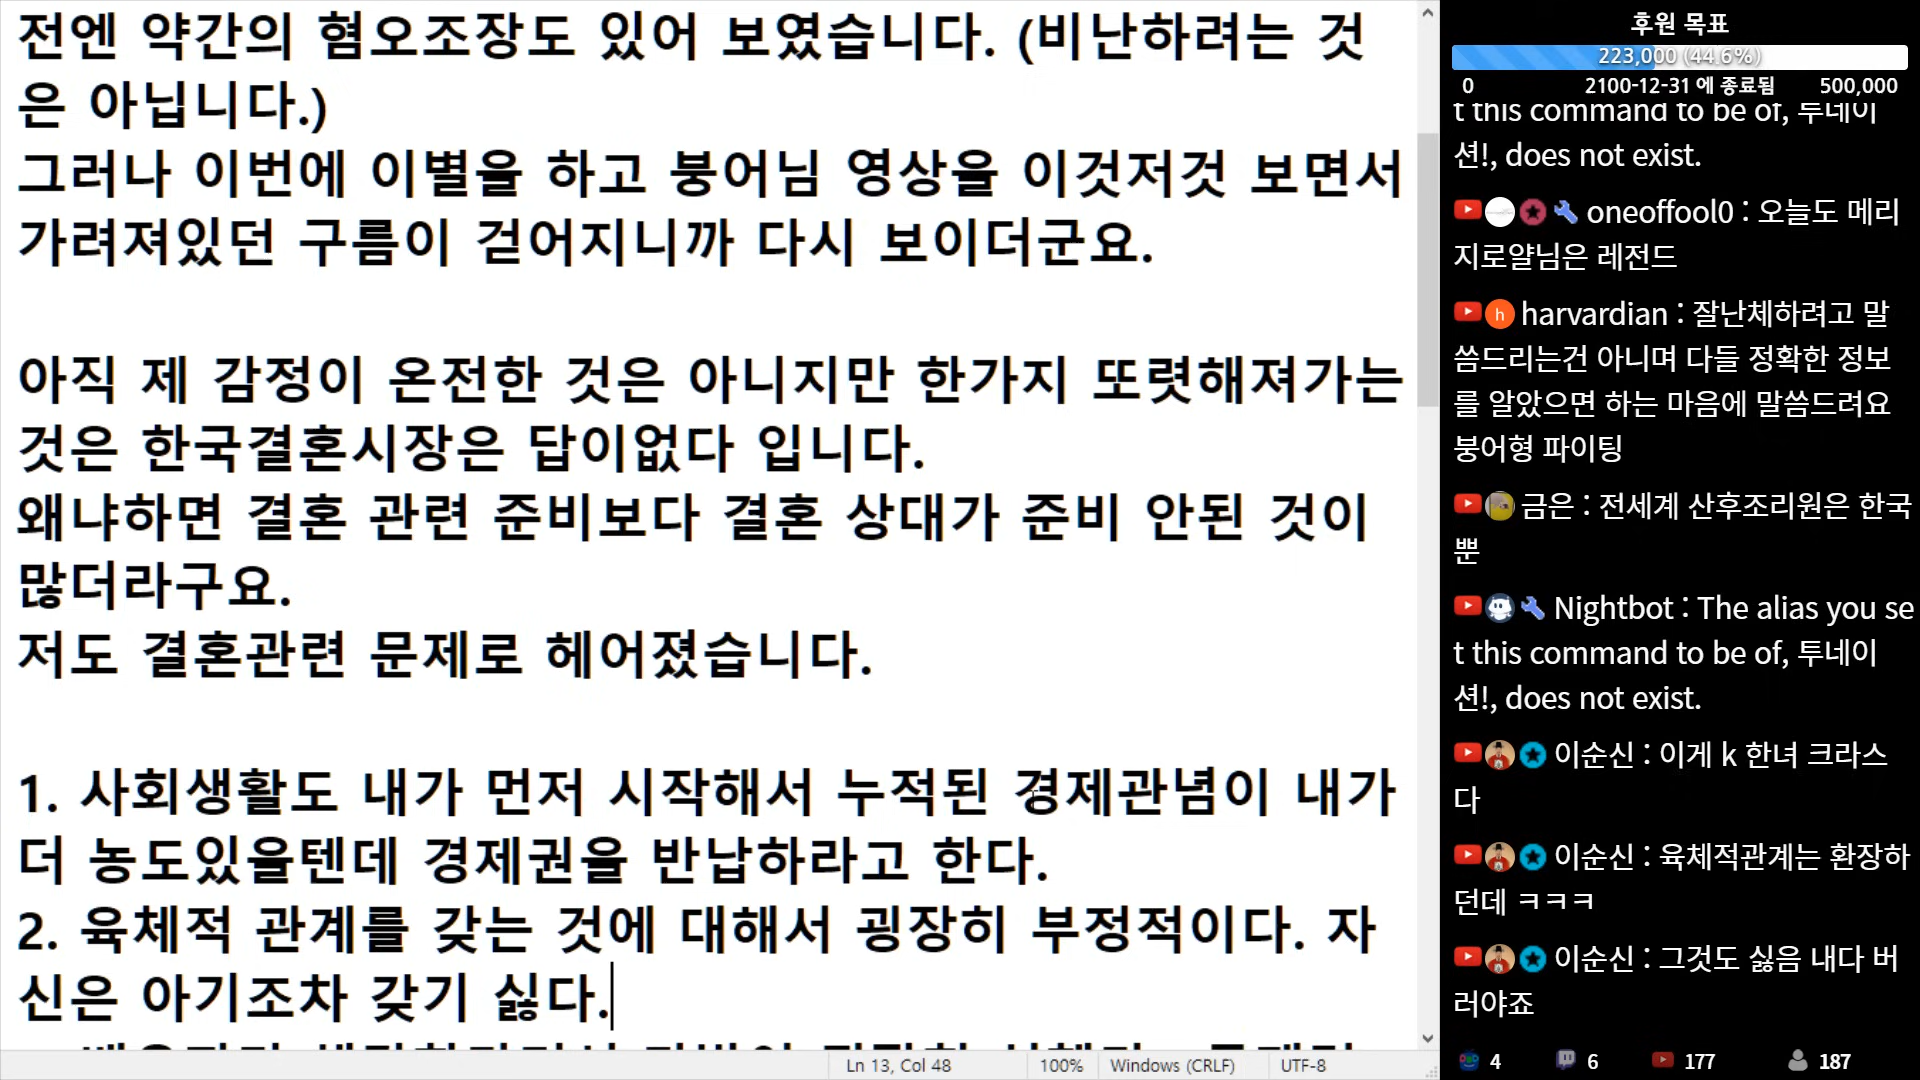 전엔 약간의 혐오조장도 있어 보였습니다. (비난하려는 것
은 아닙니다.)
그러나 이번에 이별을 하고 붕어님 영상을 이것저것 보면서
가려져있던 구름이 걷어지니까 다시 보이더군요.
아직 제 감정이 온전한 것은 아니지만 한가지 또렷해져가는
것은 한국결혼시장은 답이없다 입니다.
왜냐하면 결혼 관련 준비보다 결혼 상대가 준비 안된 것이
많더라구요.
저도 결혼관련 문제로 헤어졌습니다.
1. 사회생활도 내가 먼저 시작해서 누적된 경제관념이 내가
더 농도있을텐데 경제권을 반납하라고 한다.
2. 육체적 관계를 갖는 것에 대해서 굉장히 부정적이다. 자
신은 아기조차 갖기 싫다.
Ln 13, Col 48
100%
Windows (CRLF)
UTF-8
후원 목표
223,000 (44.6%)
0 2100-12-31 에 종료됨 500,000
t this command to be of, 투네이
션!, does not exist.
oneoffool0 : 오늘도 메리
지로얄님은 레전드
h harvardian : 잘난체하려고 말
씀드리는건 아니며 다들 정확한 정보
를 알았으면 하는 마음에 말씀드려요
붕어형 파이팅
금은 : 전세계 산후조리원은 한국
뿐
Nightbot : The alias you se
t this command to be of, 투네이
션!, does not exist.
이순신 : 이게 k 한녀 크라스
다
이순신 : 육체적관계는 환장하
던데 ㅋㅋㅋ
이순신 : 그것도 싫음 내다 버
러야죠
4 6 177 187